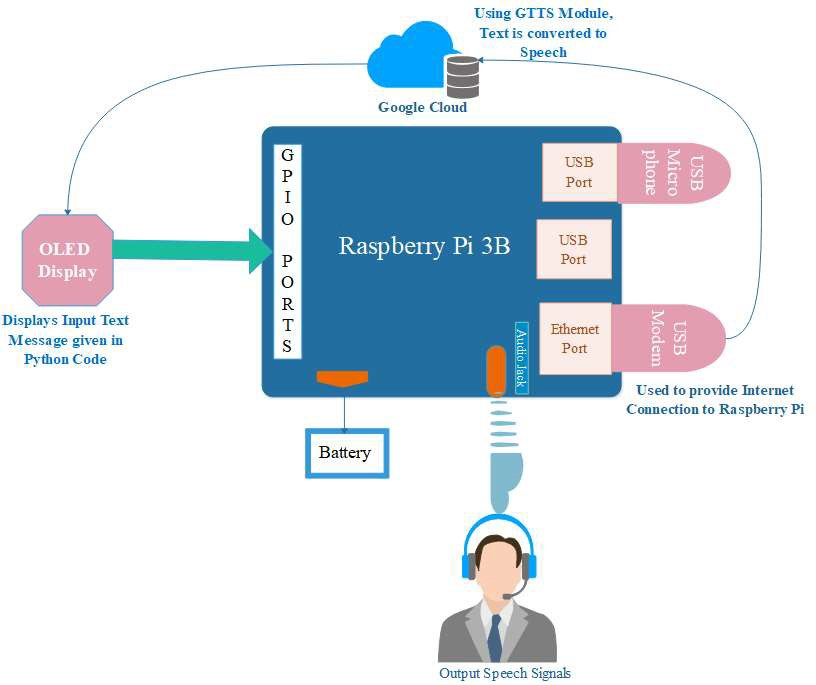 Using GTTS Module,
Text is converted to
Speech
Google Cloud
GPIO PORTS
Raspberry Pi 3B
USB
Port
USB
Micro
phone
USB
Port
Ethernet
Port
USB
Modem
Audio Jack
OLED
Display
Displays Input Text
Message given in
Python Code
Used to provide Internet
Connection to Raspberry Pi
Battery
Output Speech Signals